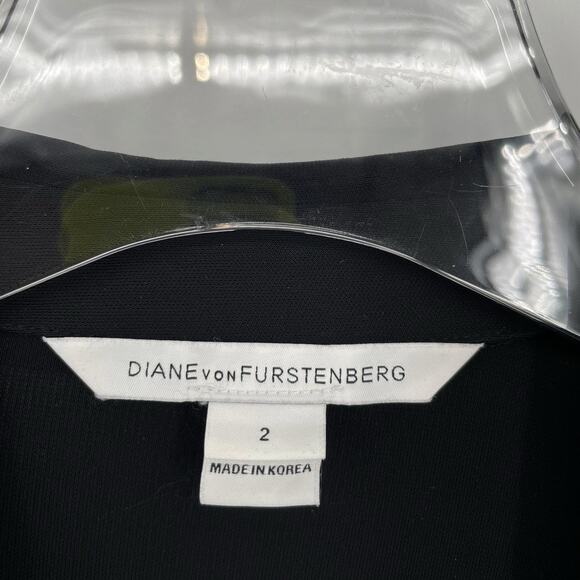 DIANE VON FURSTENBERG
2
MADE IN KOREA